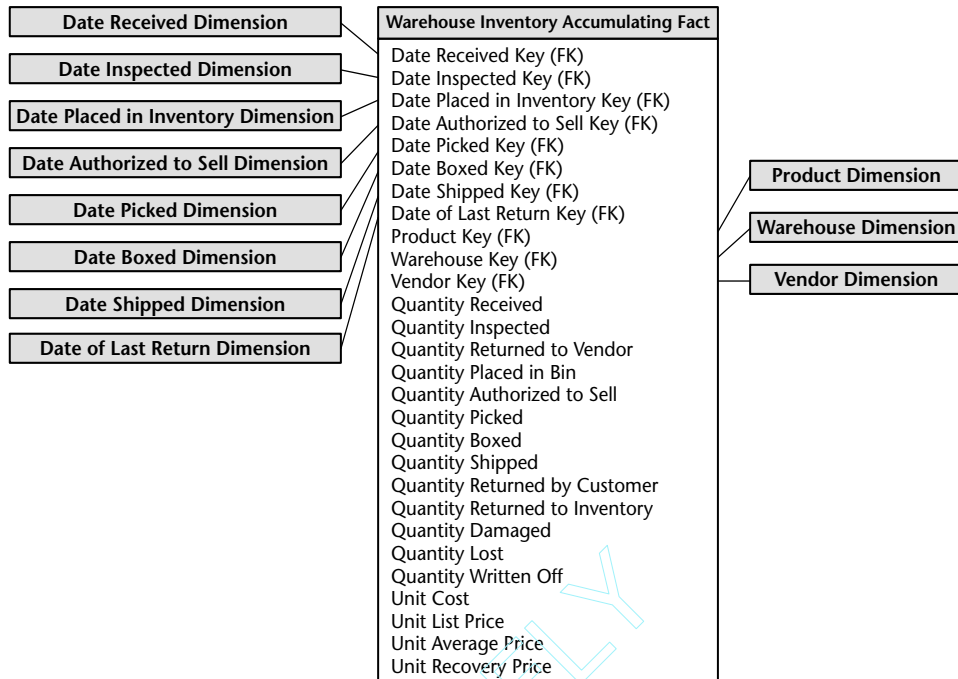 Date Received Dimension
Date Inspected Dimension
Date Placed in Inventory Dimension
Date Authorized to Sell Dimension
Date Picked Dimension
Date Boxed Dimension
Date Shipped Dimension
Date of Last Return Dimension
Warehouse Inventory Accumulating Fact
Date Received Key (FK)
Date Inspected Key (FK)
Date Placed in Inventory Key (FK)
Date Authorized to Sell Key (FK)
Date Picked Key (FK)
Date Boxed Key (FK)
Date Shipped Key (FK)
Date of Last Return Key (FK)
Product Key (FK)
Warehouse Key (FK)
Vendor Key (FK)
Quantity Received
Quantity Inspected
Quantity Returned to Vendor
Quantity Placed in Bin
Quantity Authorized to Sell
Quantity Picked
Quantity Boxed
Quantity Shipped
Quantity Returned by Customer
Quantity Returned to Inventory
Quantity Damaged
Quantity Lost
Quantity Written Off
Unit Cost
Unit List Price
Unit Average Price
Unit Recovery Price
Product Dimension
Warehouse Dimension
Vendor Dimension